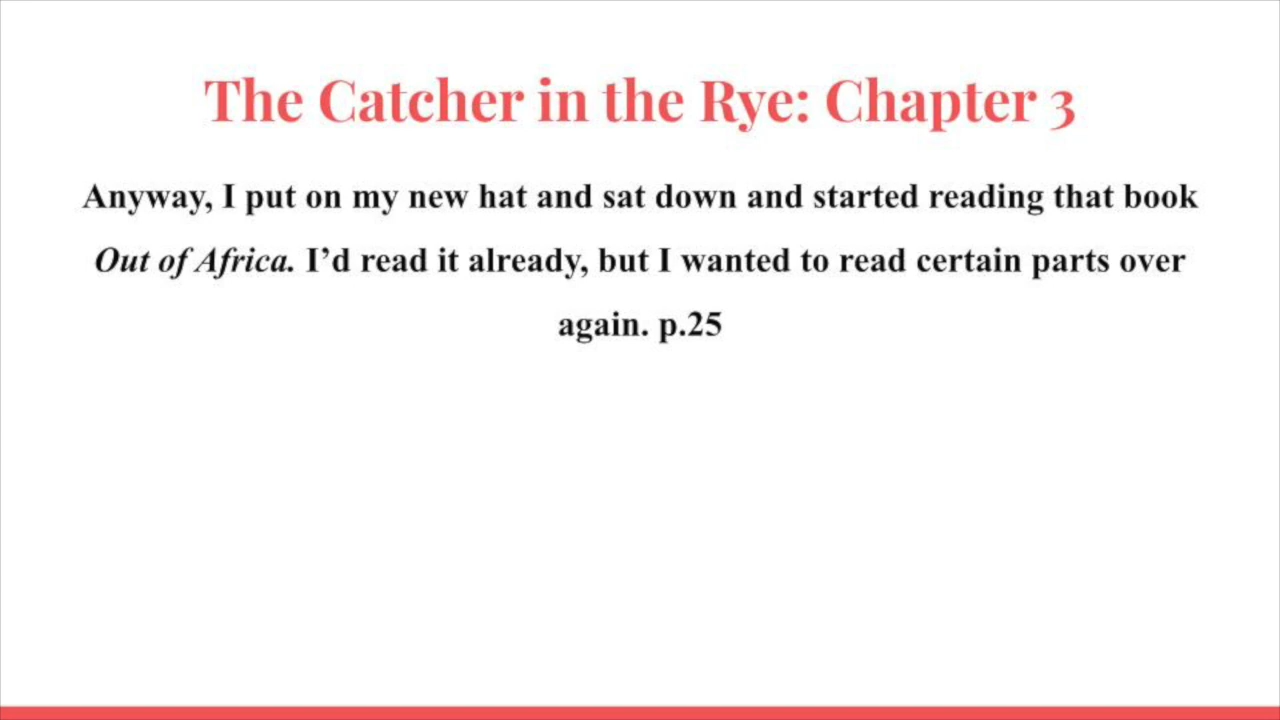 The Catcher in the Rye: Chapter 3
Anyway, I put on my new hat and sat down and started reading that book
Out of Africa. I’d read it already, but I wanted to read certain parts over
again. p.25